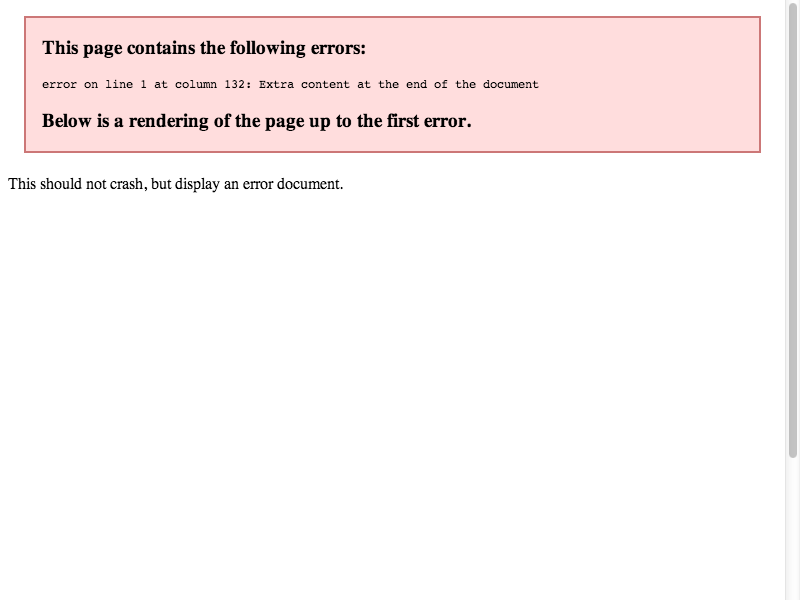 This page contains the following errors:
error on line 1 at column 132: Extra content at the end of the document
Below is a rendering of the page up to the first error.
This should not crash, but display an error document.